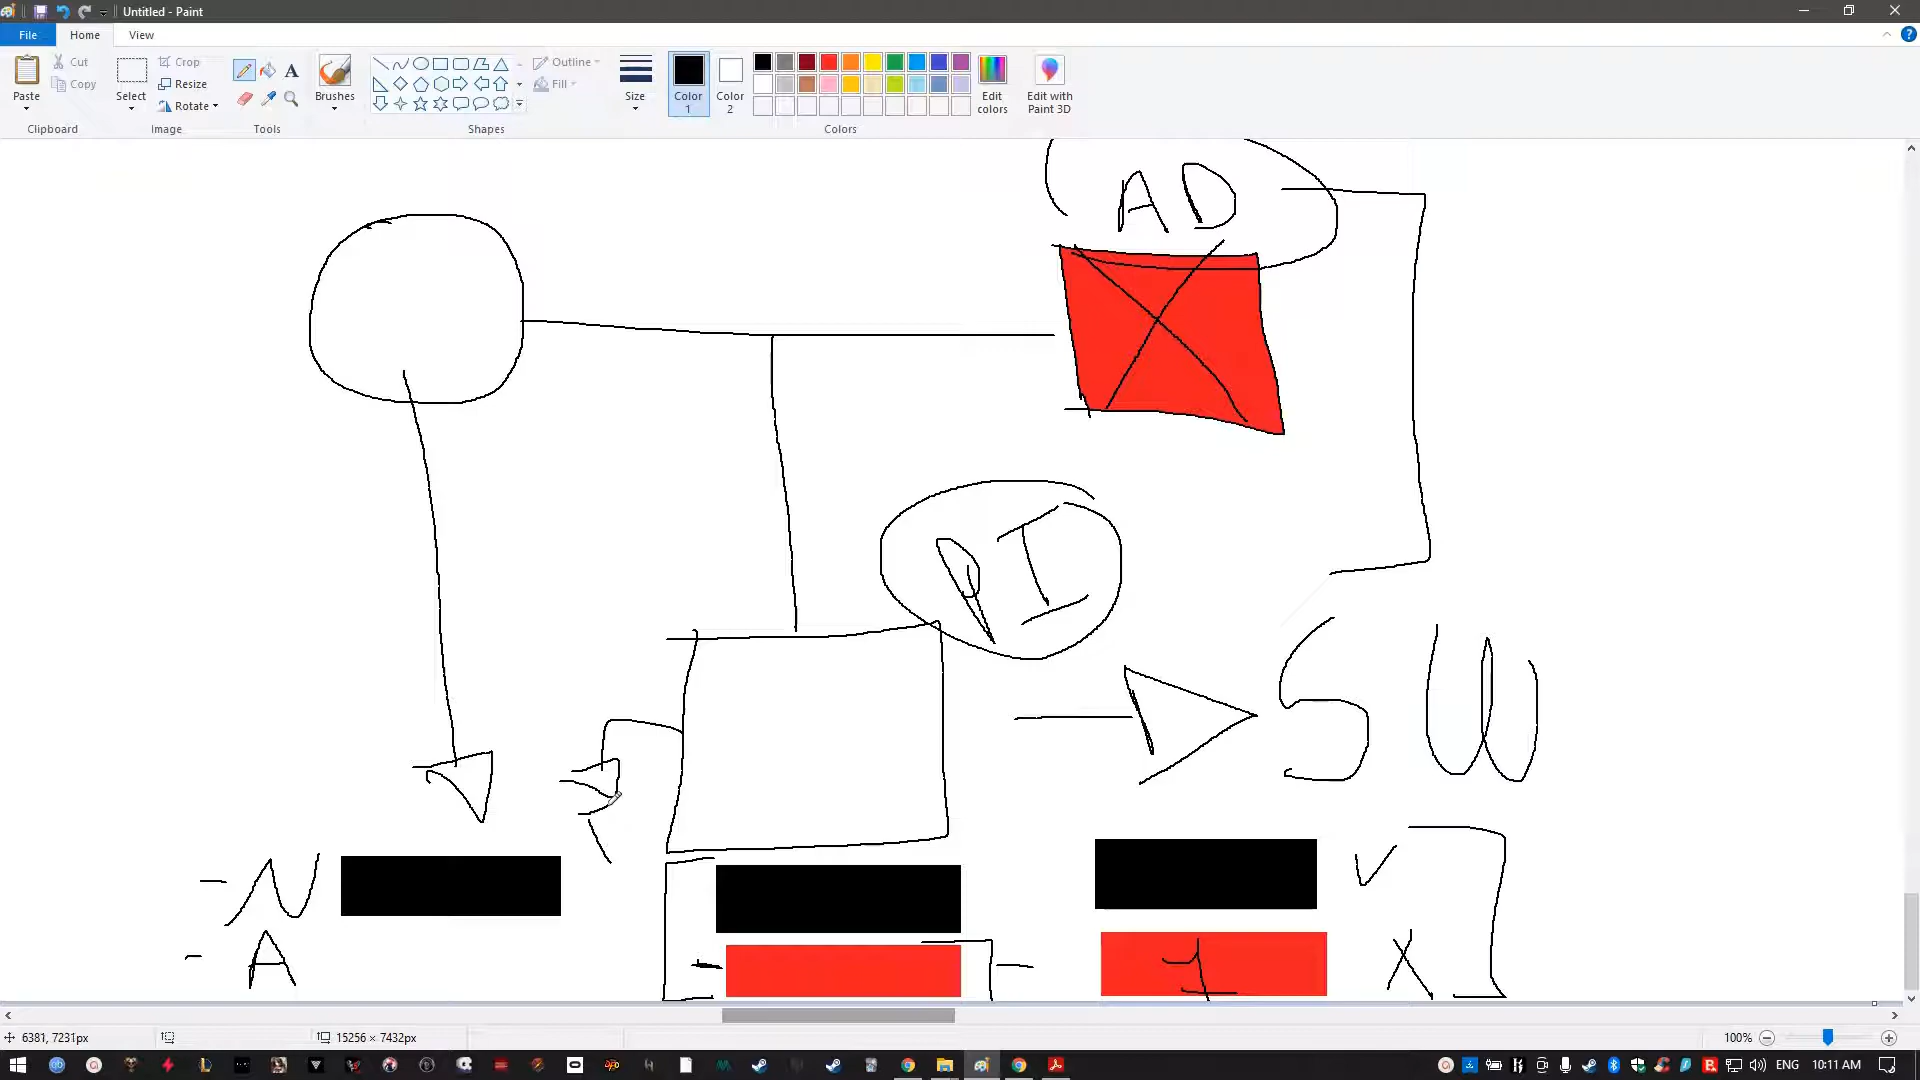 Untitled - Paint
File Home View
Paste
Cut
Copy
Clipboard
Select
Crop
Resize
Rotate
Image
Tools
Brushes
Outline
Fill
Shapes
Size
Color 1
Color 2
Edit colors
Edit with Paint 3D
Colors
AD
SW
- N
- A
-
-
1
X
6381, 7231px
15256 × 7432px
100%
ENG
10:11 AM